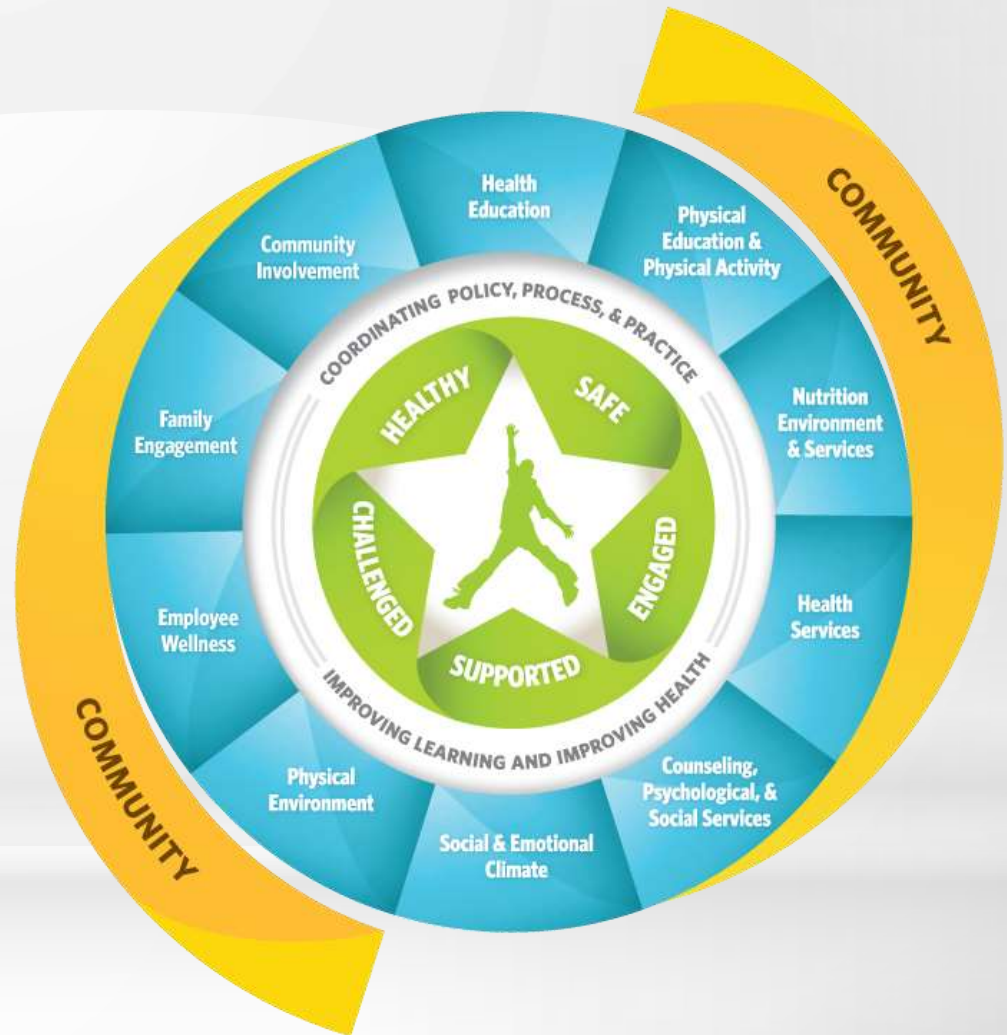 COMMUNITY
Health
Education
Physical
Education &
Physical Activity
Nutrition
Environment
& Services
Health
Services
Counseling,
Psychological, &
Social Services
Social & Emotional
Climate
Physical
Environment
Employee
Wellness
Family
Engagement
Community
Involvement
COORDINATING POLICY, PROCESS, & PRACTICE
IMPROVING LEARNING AND IMPROVING HEALTH
HEALTHY
SAFE
ENGAGED
SUPPORTED
CHALLENGED
COMMUNITY